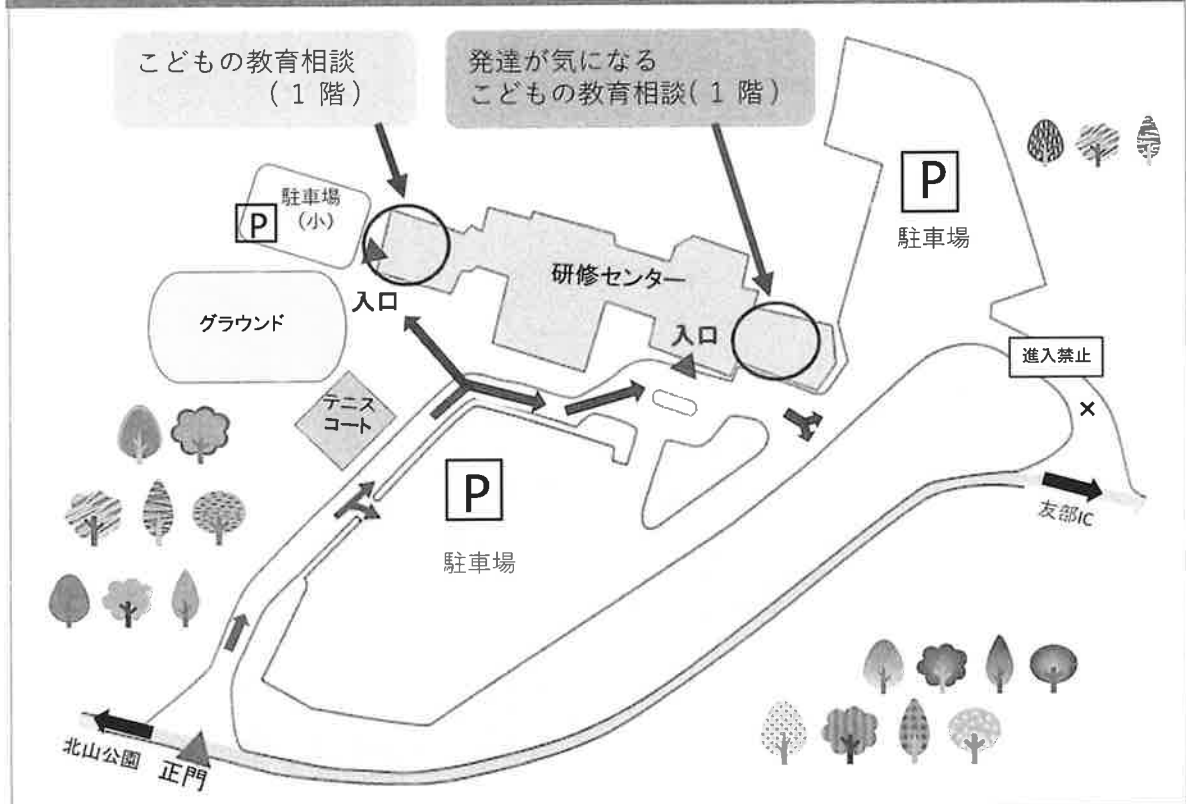 こどもの教育相談
（1 階）
発達が気になる
こどもの教育相談（1 階）
P
駐車場
（小）
P
駐車場
研修センター
入口
グラウンド
入口
進入禁止
×
テニス
コート
P
駐車場
友部IC
北山公園
正門